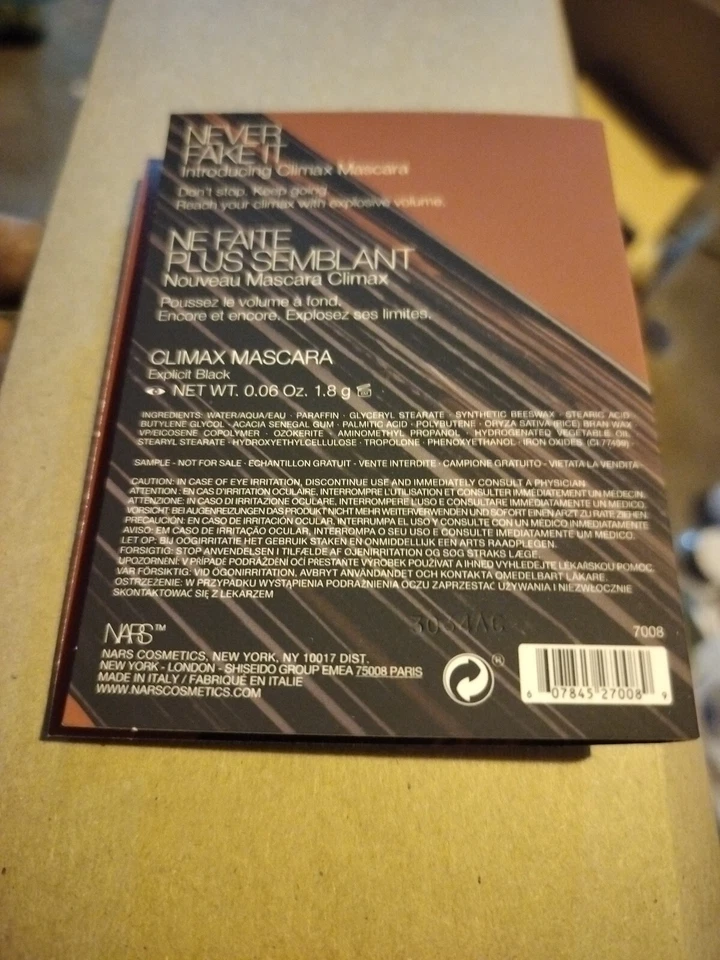 NEVER
FAKE IT
Introducing Climax Mascara
Don't stop. Keep going.
Reach your climax with explosive volume.
NE FAITE
PLUS SEMBLANT
Nouveau Mascara Climax
Poussez le volume à fond.
Encore et encore. Explosez ses limites.
CLIMAX MASCARA
Explicit Black
NET WT. 0.06 Oz. 1.8 g
INGREDIENTS: WATER/AQUA/EAU · PARAFFIN · GLYCERYL STEARATE · SYNTHETIC BEESWAX · STEARIC ACID
BUTYLENE GLYCOL · ACACIA SENEGAL GUM · PALMITIC ACID · POLYBUTENE · ORYZA SATIVA (RICE) BRAN WAX
VP/EICOSENE COPOLYMER · OZOKERITE · AMINOMETHYL PROPANOL · HYDROGENATED VEGETABLE OIL
STEARYL STEARATE · HYDROXYETHYLCELLULOSE · TROPOLONE · PHENOXYETHANOL · IRON OXIDES (CI 77499) ·
SAMPLE - NOT FOR SALE · ECHANTILLON GRATUIT - VENTE INTERDITE · CAMPIONE GRATUITO - VIETATA LA VENDITA
CAUTION: IN CASE OF EYE IRRITATION, DISCONTINUE USE AND IMMEDIATELY CONSULT A PHYSICIAN
ATTENTION : EN CAS D'IRRITATION OCULAIRE, INTERROMPRE L'UTILISATION ET CONSULTER IMMEDIATEMENT UN MEDECIN.
ATTENZIONE: IN CASO DI IRRITAZIONE OCULARE, INTERROMPERE L'USO E CONSULTARE IMMEDIATAMENTE UN MEDICO.
VORSICHT: BEI AUGENREIZUNGEN DAS PRODUKT NICHT MEHR WEITERVERWENDEN UND SOFORT EINEN ARZT ZU RATE ZIEHEN
PRECAUCIÓN: EN CASO DE IRRITACIÓN OCULAR, INTERRUMPA EL USO Y CONSULTE CON UN MÉDICO INMEDIATAMENTE
AVISO: EM CASO DE IRRITAÇÃO OCULAR, INTERROMPA O SEU USO E CONSULTE IMEDIATAMENTE UM MÉDICO.
LET OP: BIJ OOGIRRITATIE HET GEBRUIK STAKEN EN ONMIDDELLIJK EEN ARTS RAADPLEGEN.
FORSIGTIG: STOP ANVENDELSEN I TILFÆLDE AF ØJENIRRITATION OG SØG STRAKS LÆGE.
UPOZORNĚNÍ: V PŘÍPADĚ PODRÁŽDĚNÍ OČÍ PŘESTAŇTE VÝROBEK POUŽÍVAT A IHNED VYHLEDEJTE LÉKAŘSKOU POMOC.
VAR FÖRSIKTIG: VID ÖGONIRRITATION, AVBRYT ANVÄNDANDET OCH KONTAKTA OMEDELBART LÄKARE.
OSTRZEŻENIE: W PRZYPADKU WYSTĄPIENIA PODRAŻNIENIA OCZU ZAPRZESTAĆ UŻYWANIA I NIEZWŁOCZNIE
SKONTAKTOWAĆ SIĘ Z LEKARZEM
3034AG
NARS™
7008
NARS COSMETICS, NEW YORK, NY 10017 DIST.
NEW YORK - LONDON - SHISEIDO GROUP EMEA 75008 PARIS
MADE IN ITALY / FABRIQUÉ EN ITALIE
WWW.NARSCOSMETICS.COM
®
6 07845 27008 9